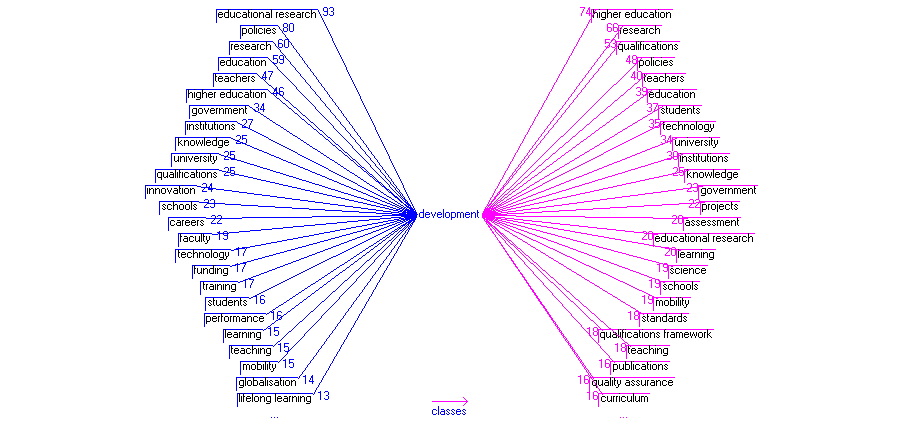 educational research 93 74 higher education
policies 80 66 research
research 60 53 qualifications
education 59 48 policies
teachers 47 40 teachers
higher education 46 39 education
government 34 37 students
institutions 27 35 technology
knowledge 25 34 university
university 25 30 institutions
qualifications 25 25 knowledge
innovation 24 23 government
schools 23 22 projects
development
careers 22 20 assessment
faculty 19 20 educational research
technology 17 20 learning
funding 17 19 science
training 17 19 schools
students 16 19 mobility
performance 16 18 standards
learning 15 18 qualifications framework
teaching 15 18 teaching
mobility 15 16 publications
globalisation 14 16 quality assurance
lifelong learning 13 16 curriculum
classes
... ...